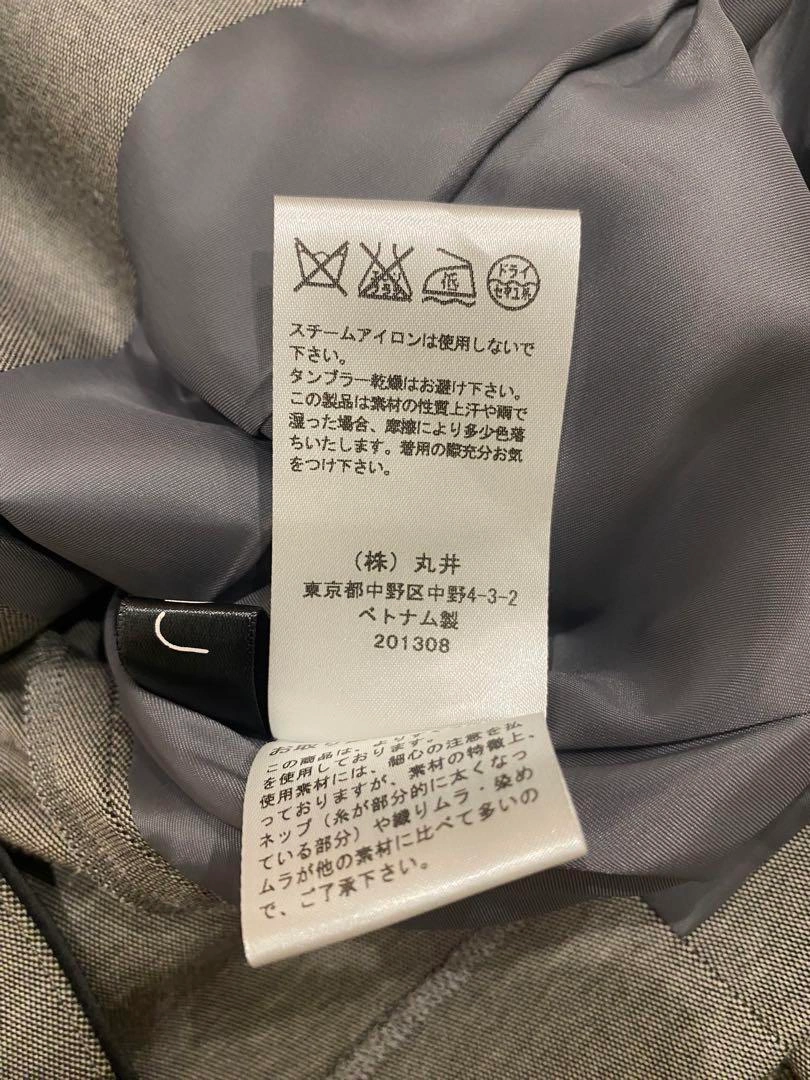 低
ドライ
セキユ系
スチームアイロンは使用しないで
下さい。
タンブラー乾燥はお避け下さい。
この製品は素材の性質上汗や雨で
湿った場合、摩擦により多少色落
ちいたします。着用の際充分お気
をつけ下さい。
(株)丸井
東京都中野区中野4-3-2
ベトナム製
201308
この商品は、
を使用しております。
使用素材には、細心の注意を払
っておりますが、素材の特徴上、
ネップ(糸が部分的に太くなっ
ている部分)や織りムラ・染め
ムラが他の素材に比べて多いの
で、ご了承下さい。